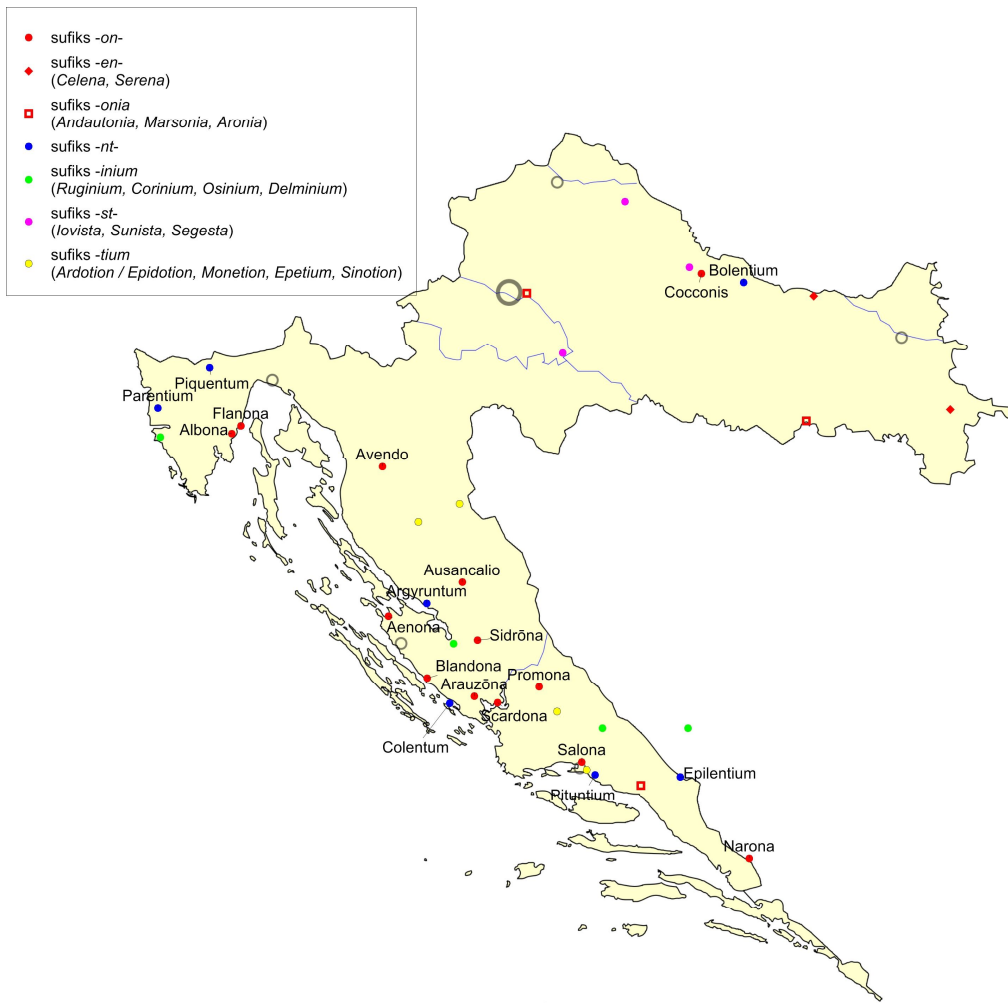 sufiks -on-
sufiks -en-
(Celena, Serena)
sufiks -onia
(Andautonia, Marsonia, Aronia)
sufiks -nt-
sufiks -inium
(Ruginium, Corinium, Osinium, Delminium)
sufiks -st-
(Iovista, Sunista, Segesta)
sufiks -tium
(Ardotion / Epidotion, Monetion, Epetium, Sinotion)
Bolentium
Cocconis
Piquentum
Parentium
Flanona
Albona
Avendo
Ausancalio
Argyruntum
Aenona
Sidrōna
Blandona
Promona
Arauzōna
Scardona
Colentum
Salona
Epilentium
Pituntium
Narona